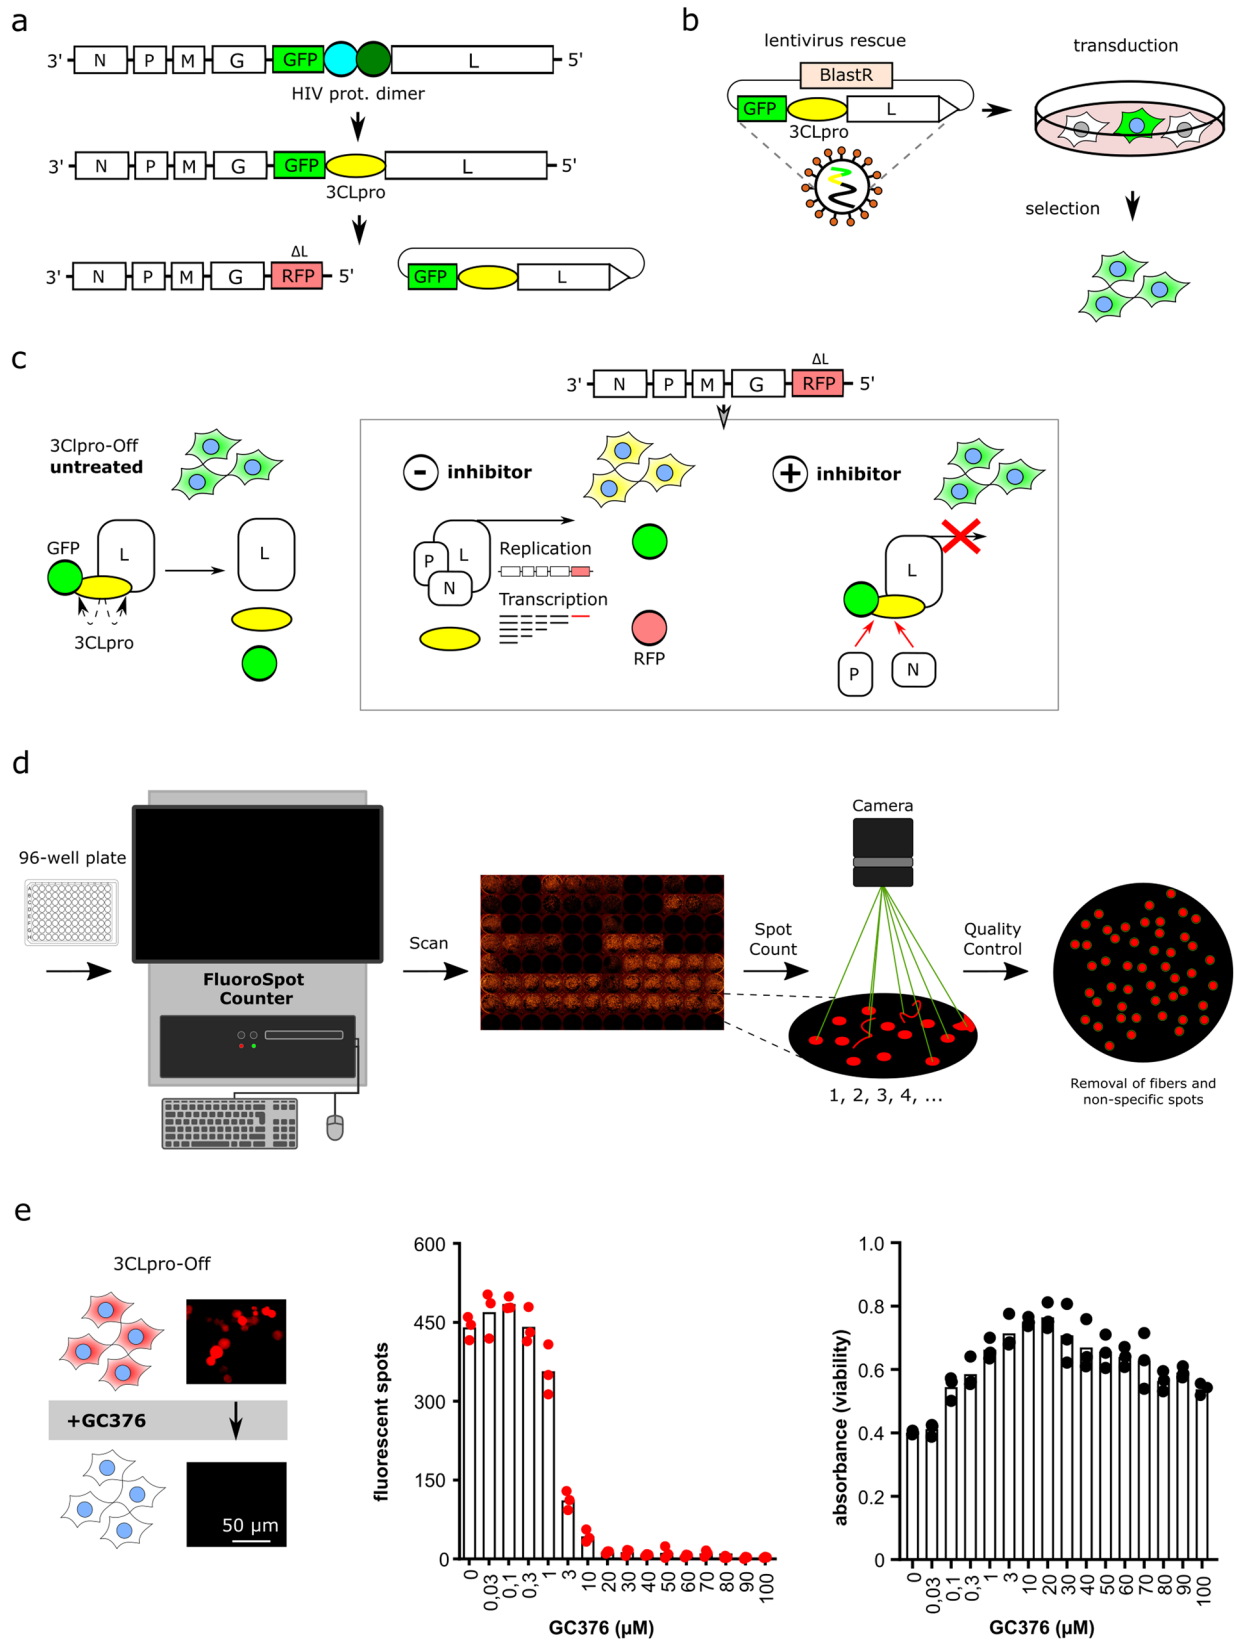 a
3' N P M G GFP L 5'
HIV prot. dimer
3' N P M G GFP L 5'
3CLpro
ΔL
3' N P M G RFP 5'
GFP L
b
lentivirus rescue
BlastR
GFP L
3CLpro
transduction
selection
c
ΔL
3' N P M G RFP 5'
3Clpro-Off
untreated
GFP
L
L
3CLpro
- inhibitor
P L
N
Replication
Transcription
RFP
+ inhibitor
L
P N
d
96-well plate
FluoroSpot
Counter
Scan
Spot
Count
Camera
1, 2, 3, 4, ...
Quality
Control
Removal of fibers and
non-specific spots
e
3CLpro-Off
+GC376
50 µm
fluorescent spots
600
450
300
150
0
0 0,03 0,1 0,3 1 3 10 20 30 40 50 60 70 80 90 100
GC376 (µM)
absorbance (viability)
1.0
0.8
0.6
0.4
0.2
0
0 0,03 0,1 0,3 1 3 10 20 30 40 50 60 70 80 90 100
GC376 (µM)